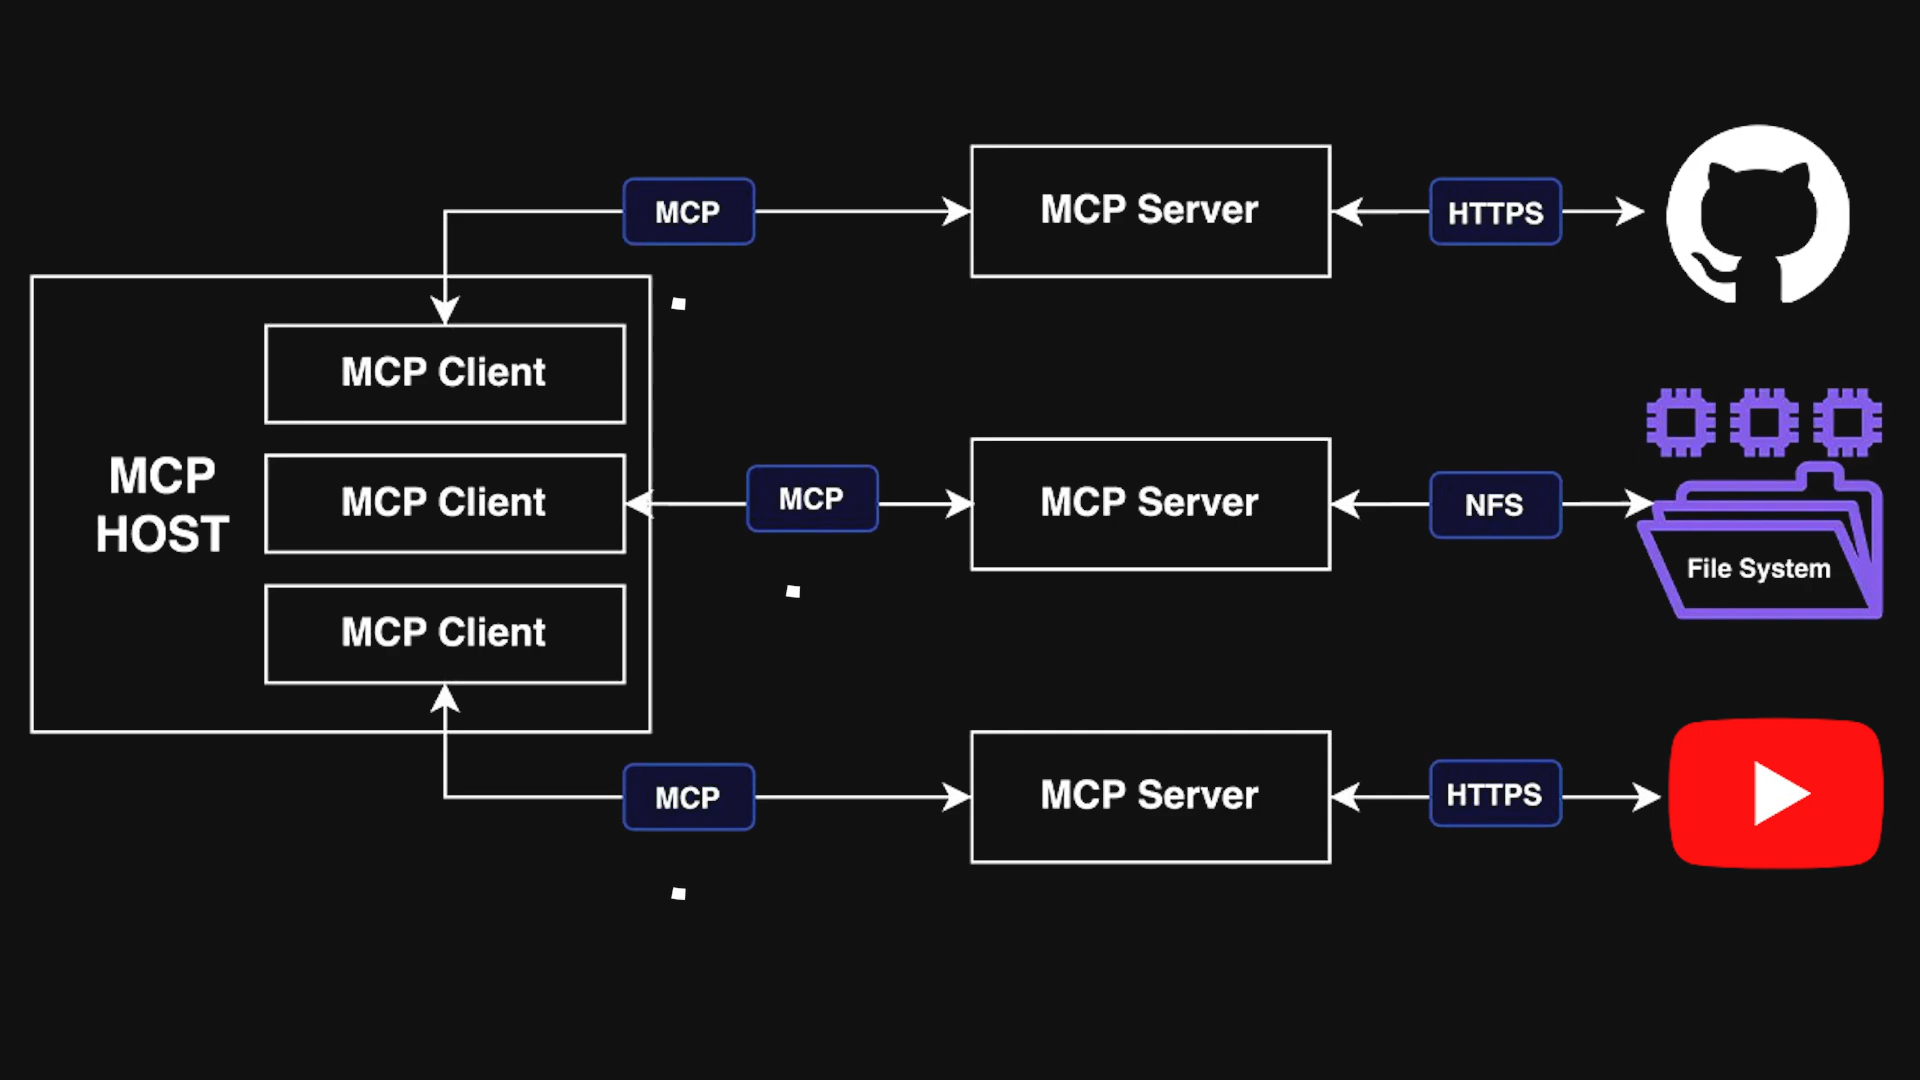 MCP
MCP Server
HTTPS
MCP Client
MCP
HOST
MCP Client
MCP
MCP Server
NFS
File System
MCP Client
MCP
MCP Server
HTTPS